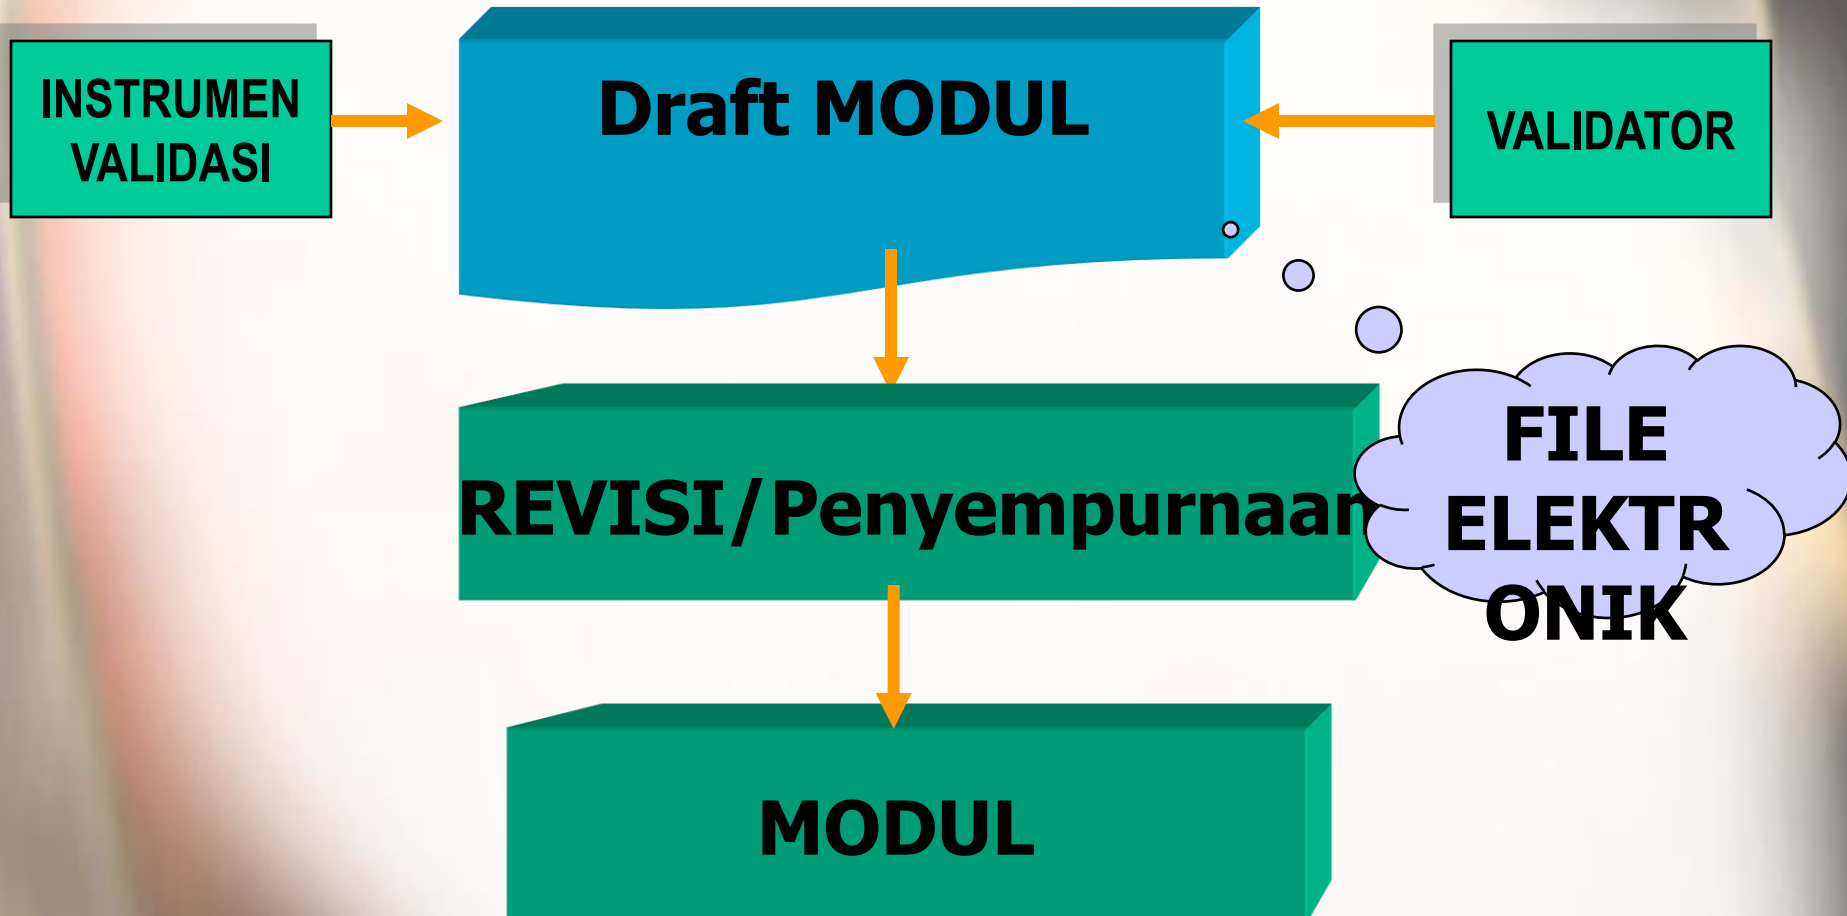 INSTRUMEN
VALIDASI
Draft MODUL
VALIDATOR
REVISI/Penyempurnaan
FILE
ELEKTR
ONIK
MODUL